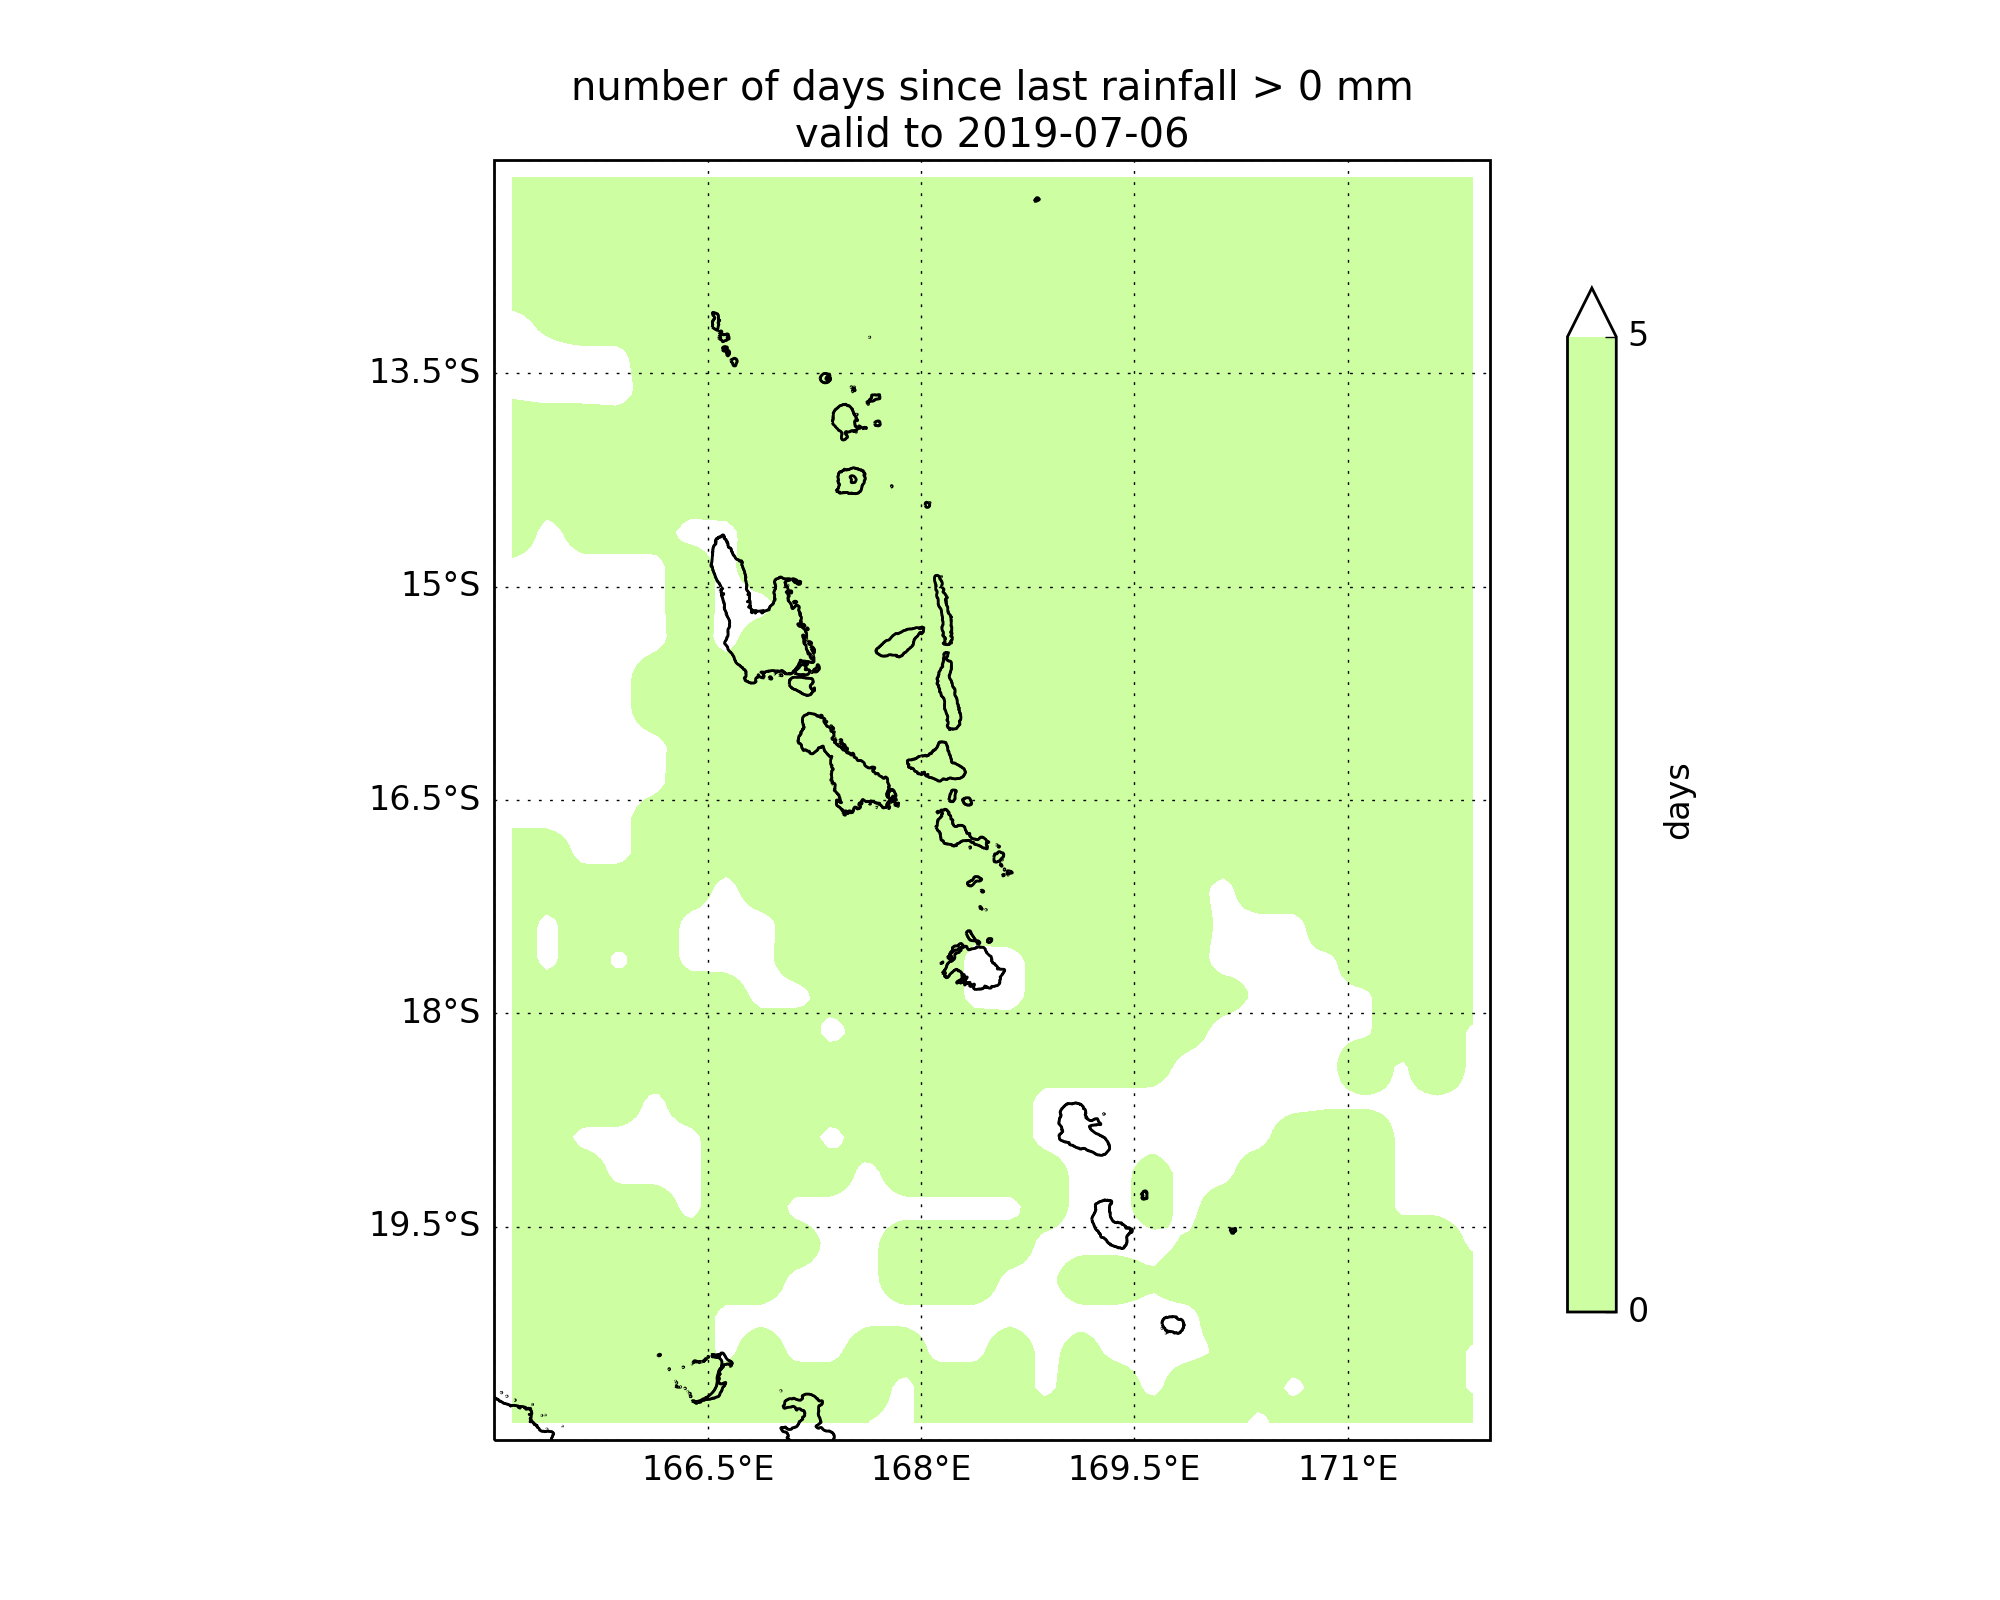 number of days since last rainfall > 0 mm
valid to 2019-07-06
13.5°S
15°S
16.5°S
18°S
19.5°S
166.5°E
168°E
169.5°E
171°E
5
0
days